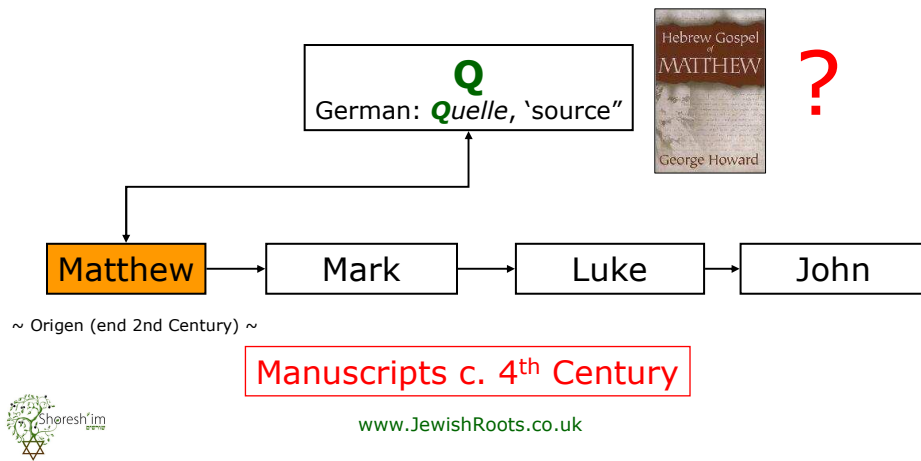 Q
German: Quelle, ‘source”
Hebrew Gospel
of
MATTHEW
George Howard
?
Matthew
Mark
Luke
John
~ Origen (end 2nd Century) ~
Manuscripts c. 4th Century
Shoresh'im
שורשים
www.JewishRoots.co.uk